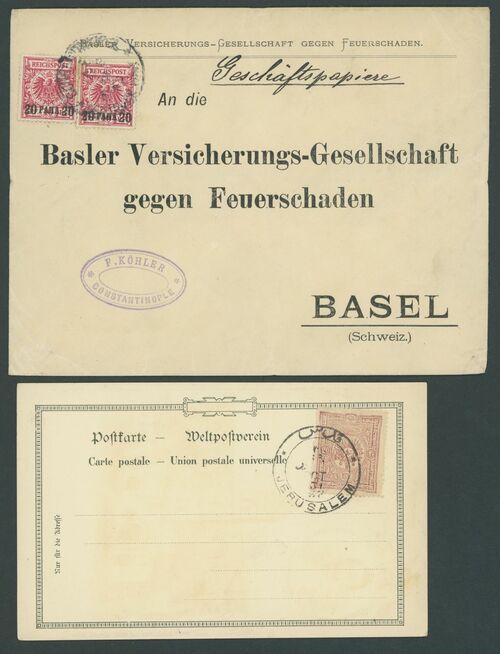 Basler Versicherungs-Gesellschaft gegen Feuerschaden.
REICHSPOST REICHSPOST
20 PARA 20 20 PARA 20
Geschäftspapiere
An die
Basler Versicherungs-Gesellschaft
gegen Feuerschaden
F. KÖHLER
* CONSTANTINOPLE *
BASEL
(Schweiz.)
Postkarte — Weltpostverein
Carte postale — Union postale universelle
Nur für die Adresse
JERUSALEM